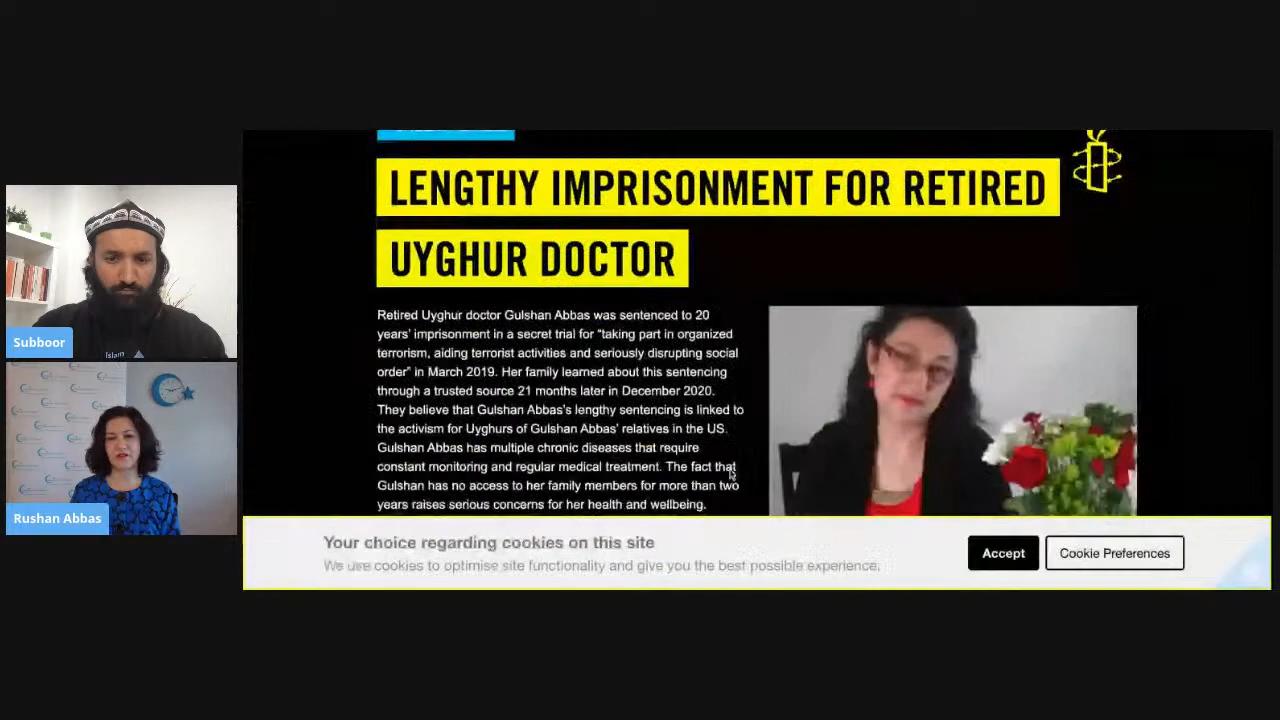 LENGTHY IMPRISONMENT FOR RETIRED
UYGHUR DOCTOR
Retired Uyghur doctor Gulshan Abbas was sentenced to 20
years' imprisonment in a secret trial for "taking part in organized
terrorism, aiding terrorist activities and seriously disrupting social
order" in March 2019. Her family learned about this sentencing
through a trusted source 21 months later in December 2020.
They believe that Gulshan Abbas's lengthy sentencing is linked to
the activism for Uyghurs of Gulshan Abbas' relatives in the US.
Gulshan Abbas has multiple chronic diseases that require
constant monitoring and regular medical treatment. The fact that
Gulshan has no access to her family members for more than two
years raises serious concerns for her health and wellbeing.
Your choice regarding cookies on this site
We use cookies to optimise site functionality and give you the best possible experience.
Accept
Cookie Preferences
Islam
Subboor
Rushan Abbas